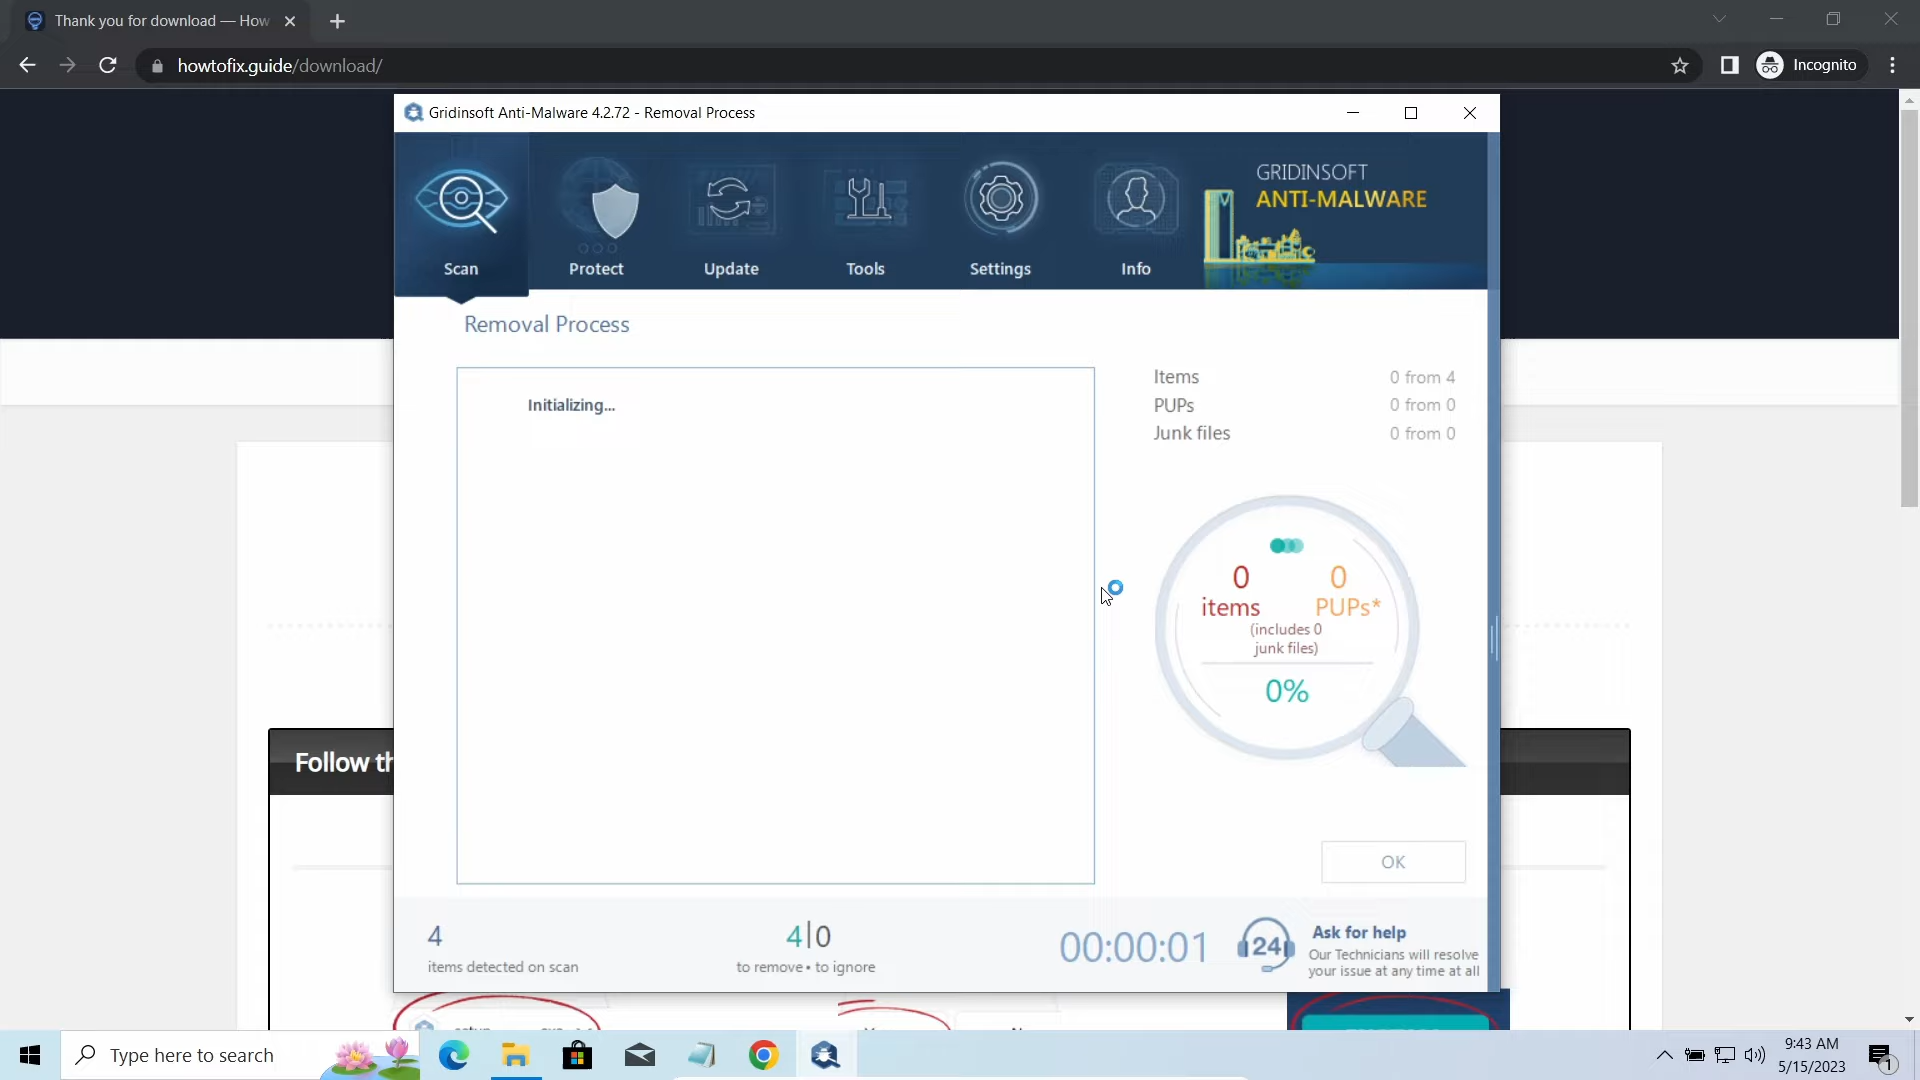 Thank you for download — How
howtofix.guide/download/
Incognito
Gridinsoft Anti-Malware 4.2.72 - Removal Process
GRIDINSOFT
ANTI-MALWARE
Scan
Protect
Update
Tools
Settings
Info
Removal Process
Initializing...
Items 0 from 4
PUPs 0 from 0
Junk files 0 from 0
0 0
items PUPs*
(includes 0
junk files)
0%
Follow th
OK
4
items detected on scan
4|0
to remove • to ignore
00:00:01
24
Ask for help
Our Technicians will resolve
your issue at any time at all
Type here to search
9:43 AM
5/15/2023
1